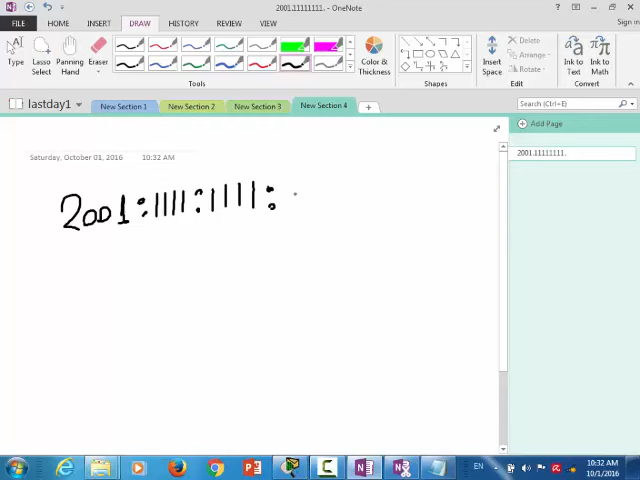 2001.11111111. - OneNote
FILE HOME INSERT DRAW HISTORY REVIEW VIEW Sign in
Type Lasso Select Panning Hand Eraser Color & Thickness Insert Space Delete Arrange Rotate Ink to Text Ink to Math
Tools Shapes Edit Convert
lastday1 New Section 1 New Section 2 New Section 3 New Section 4 Search (Ctrl+E)
Add Page
Saturday, October 01, 2016 10:32 AM
2001.11111111.
2001:1111:1111:
EN 10:32 AM
10/1/2016